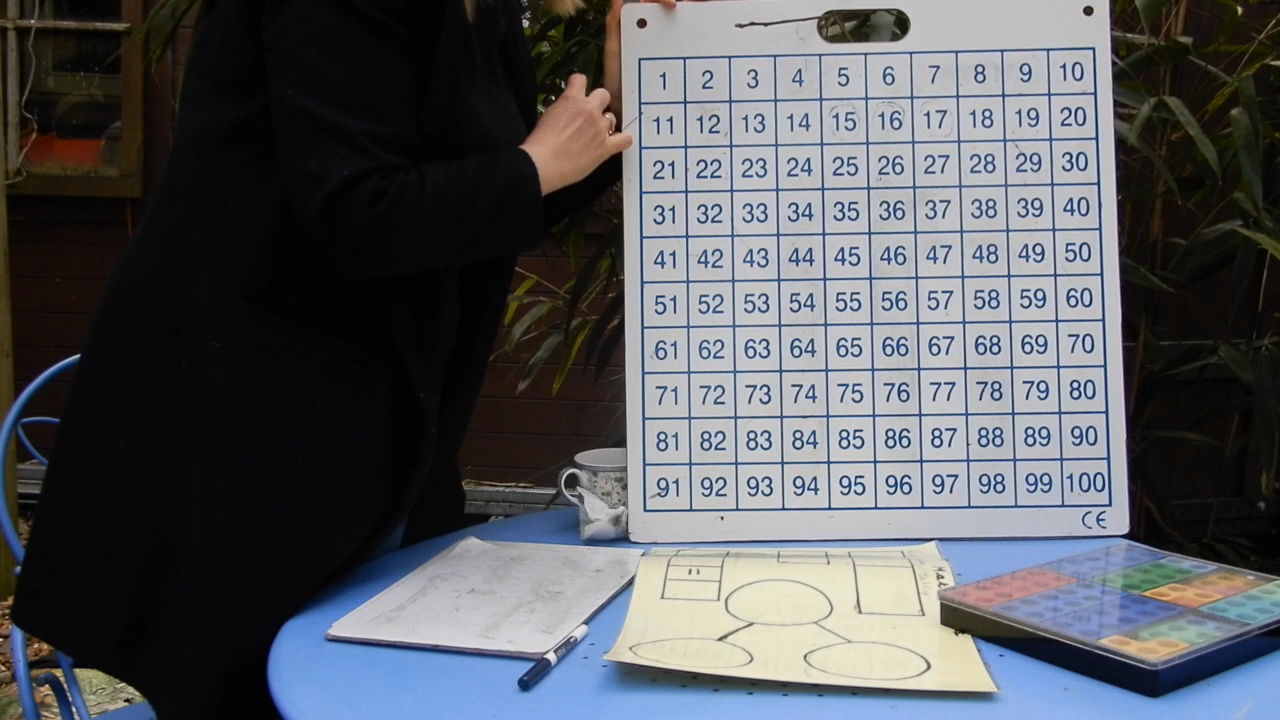 1 2 3 4 5 6 7 8 9 10
11 12 13 14 15 16 17 18 19 20
21 22 23 24 25 26 27 28 29 30
31 32 33 34 35 36 37 38 39 40
41 42 43 44 45 46 47 48 49 50
51 52 53 54 55 56 57 58 59 60
61 62 63 64 65 66 67 68 69 70
71 72 73 74 75 76 77 78 79 80
81 82 83 84 85 86 87 88 89 90
91 92 93 94 95 96 97 98 99 100
CE
=